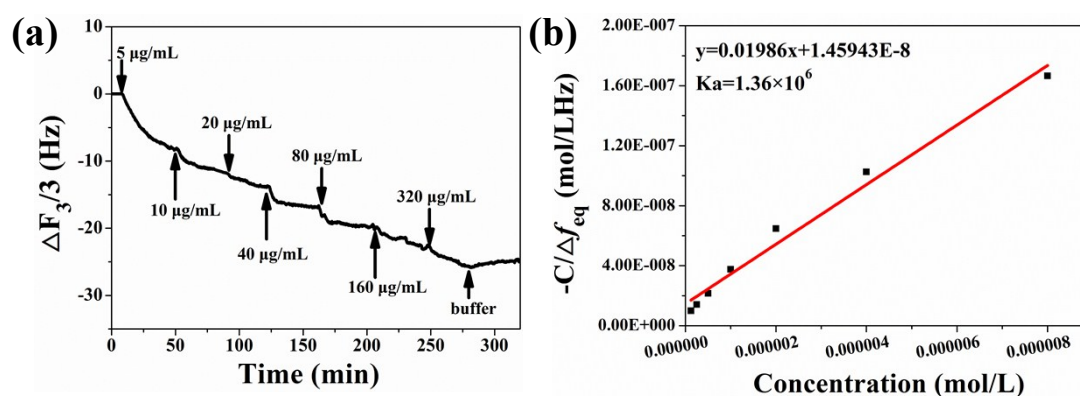 (a)
10
0
-10
-20
-30
ΔF₃/3 (Hz)
5 μg/mL
10 μg/mL
20 μg/mL
40 μg/mL
80 μg/mL
160 μg/mL
320 μg/mL
buffer
0 50 100 150 200 250 300
Time (min)
(b)
2.00E-007
1.60E-007
1.20E-007
8.00E-008
4.00E-008
0.00E+000
-C/Δfeq (mol/LHz)
y=0.01986x+1.45943E-8
Ka=1.36×10⁶
0.000000 0.000002 0.000004 0.000006 0.000008
Concentration (mol/L)